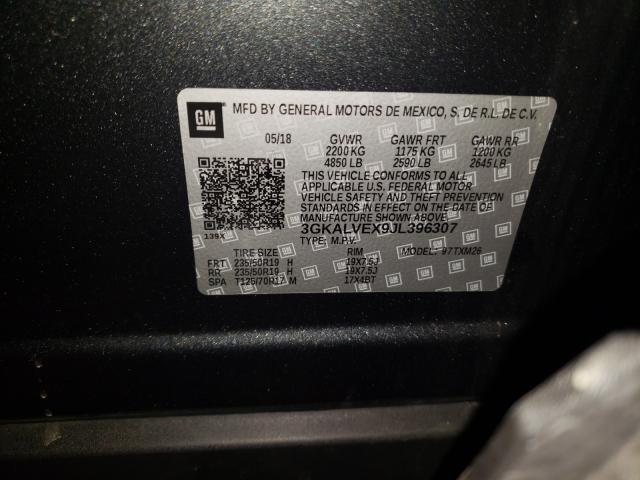 GM
MFD BY GENERAL MOTORS DE MEXICO, S. DE R.L. DE C.V.
05/18 GVWR GAWR FRT GAWR RR
2200 KG 1175 KG 1200 KG
4850 LB 2590 LB 2645 LB
THIS VEHICLE CONFORMS TO ALL
APPLICABLE U.S. FEDERAL MOTOR
VEHICLE SAFETY AND THEFT PREVENTION
STANDARDS IN EFFECT ON THE DATE OF
MANUFACTURE SHOWN ABOVE.
139X 3GKALVEX9JL396307
TYPE: M.P.V. MODEL: 97TXM26
TIRE SIZE RIM
FRT 235/50R19 H 19X7.5J
RR 235/50R19 H 19X7.5J
SPA T125/70R17 M 17X4BT